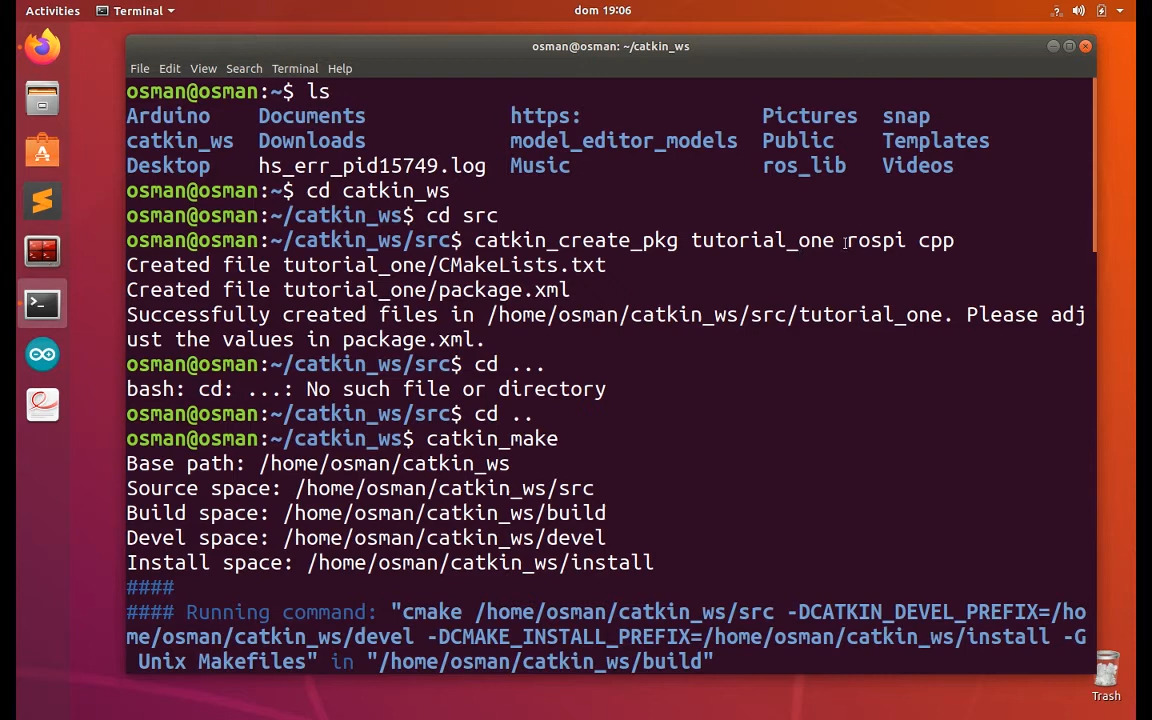 Activities Terminal dom 19:06
osman@osman: ~/catkin_ws
File Edit View Search Terminal Help
osman@osman:~$ ls
Arduino Documents https: Pictures snap
catkin_ws Downloads model_editor_models Public Templates
Desktop hs_err_pid15749.log Music ros_lib Videos
osman@osman:~$ cd catkin_ws
osman@osman:~/catkin_ws$ cd src
osman@osman:~/catkin_ws/src$ catkin_create_pkg tutorial_one rospi cpp
Created file tutorial_one/CMakeLists.txt
Created file tutorial_one/package.xml
Successfully created files in /home/osman/catkin_ws/src/tutorial_one. Please adj
ust the values in package.xml.
osman@osman:~/catkin_ws/src$ cd ...
bash: cd: ...: No such file or directory
osman@osman:~/catkin_ws/src$ cd ..
osman@osman:~/catkin_ws$ catkin_make
Base path: /home/osman/catkin_ws
Source space: /home/osman/catkin_ws/src
Build space: /home/osman/catkin_ws/build
Devel space: /home/osman/catkin_ws/devel
Install space: /home/osman/catkin_ws/install
####
#### Running command: "cmake /home/osman/catkin_ws/src -DCATKIN_DEVEL_PREFIX=/ho
me/osman/catkin_ws/devel -DCMAKE_INSTALL_PREFIX=/home/osman/catkin_ws/install -G
Unix Makefiles" in "/home/osman/catkin_ws/build"
Trash